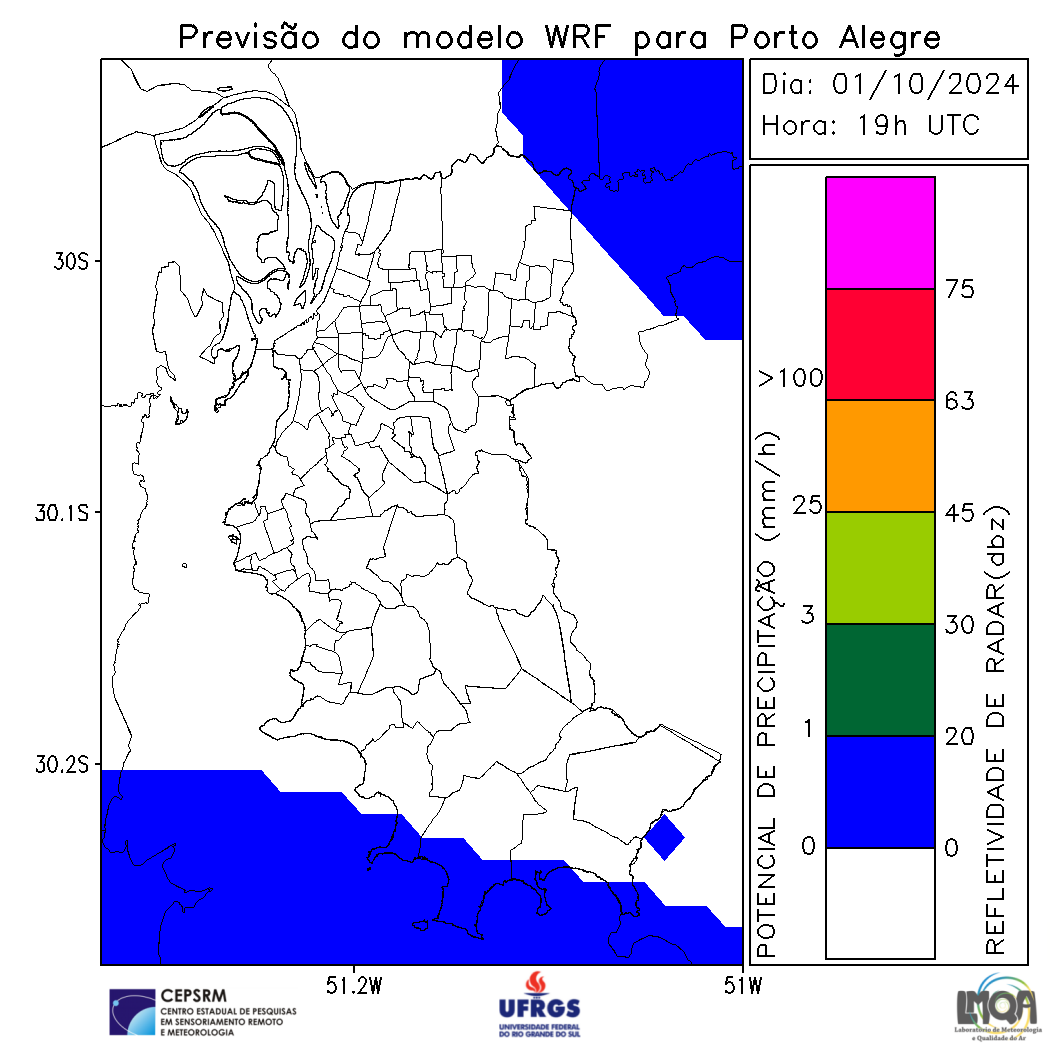 Previsão do modelo WRF para Porto Alegre
Dia: 01/10/2024
Hora: 19h UTC
30S
30.1S
30.2S
51.2W
51W
POTENCIAL DE PRECIPITAÇÃO (mm/h)
>100
25
3
1
0
75
63
45
30
20
0
REFLETIVIDADE DE RADAR(dbz)
CEPSRM
CENTRO ESTADUAL DE PESQUISAS
EM SENSORIAMENTO REMOTO
E METEOROLOGIA
UFRGS
UNIVERSIDADE FEDERAL
DO RIO GRANDE DO SUL
LMQA
Laboratório de Meteorologia
e Qualidade do Ar